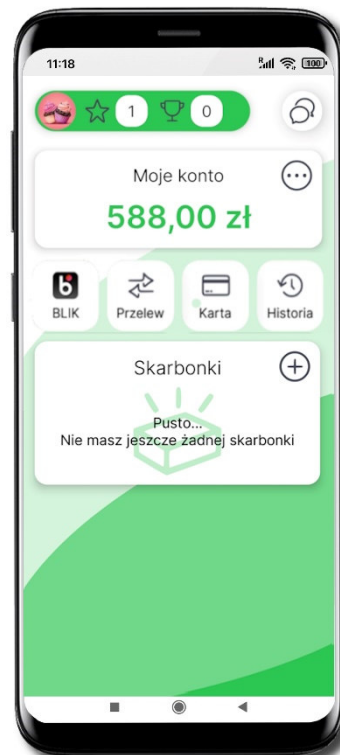 11:18
R
100
1
0
Moje konto
588,00 zł
BLIK
Przelew
Karta
Historia
Skarbonki
Pusto...
Nie masz jeszcze żadnej skarbonki